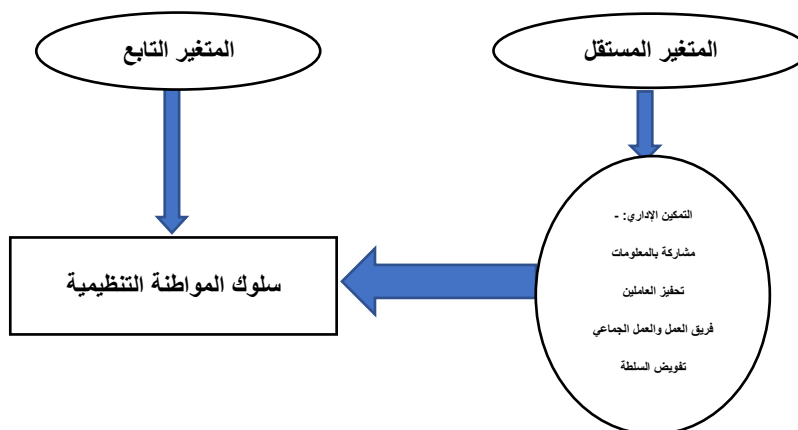 المتغير المستقل
المتغير التابع
التمكين الإداري: -
مشاركة بالمعلومات
تحفيز العاملين
فريق العمل والعمل الجماعي
تفويض السلطة
سلوك المواطنة التنظيمية